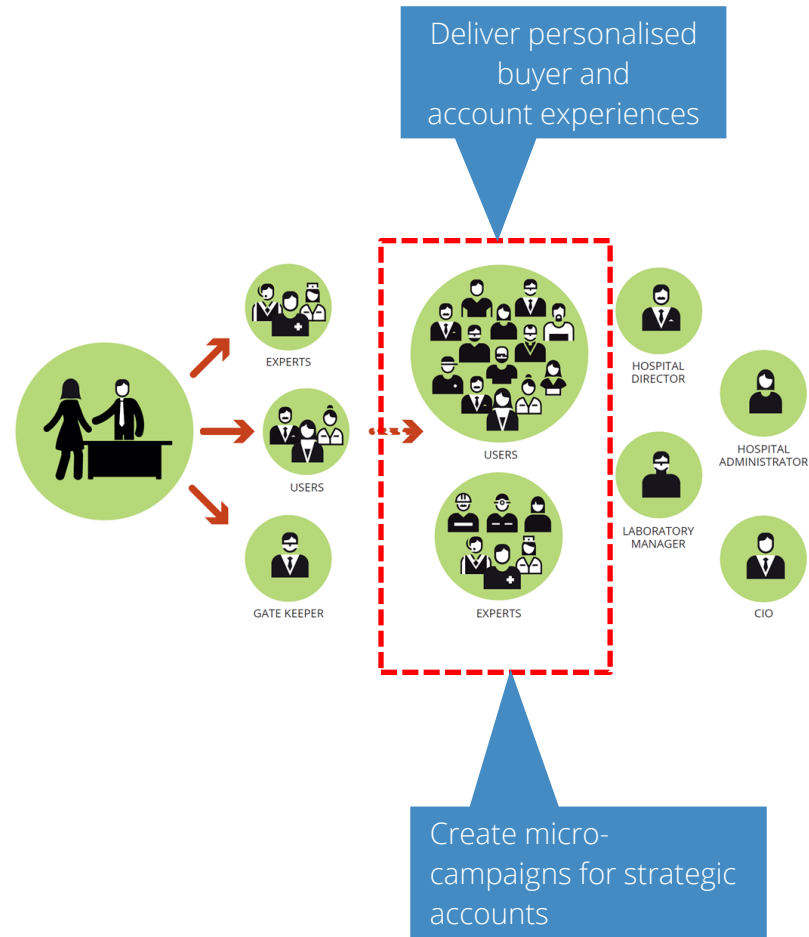 Deliver personalised
buyer and
account experiences
EXPERTS
USERS
GATE KEEPER
USERS
EXPERTS
HOSPITAL
DIRECTOR
LABORATORY
MANAGER
HOSPITAL
ADMINISTRATOR
CIO
Create micro-
campaigns for strategic
accounts